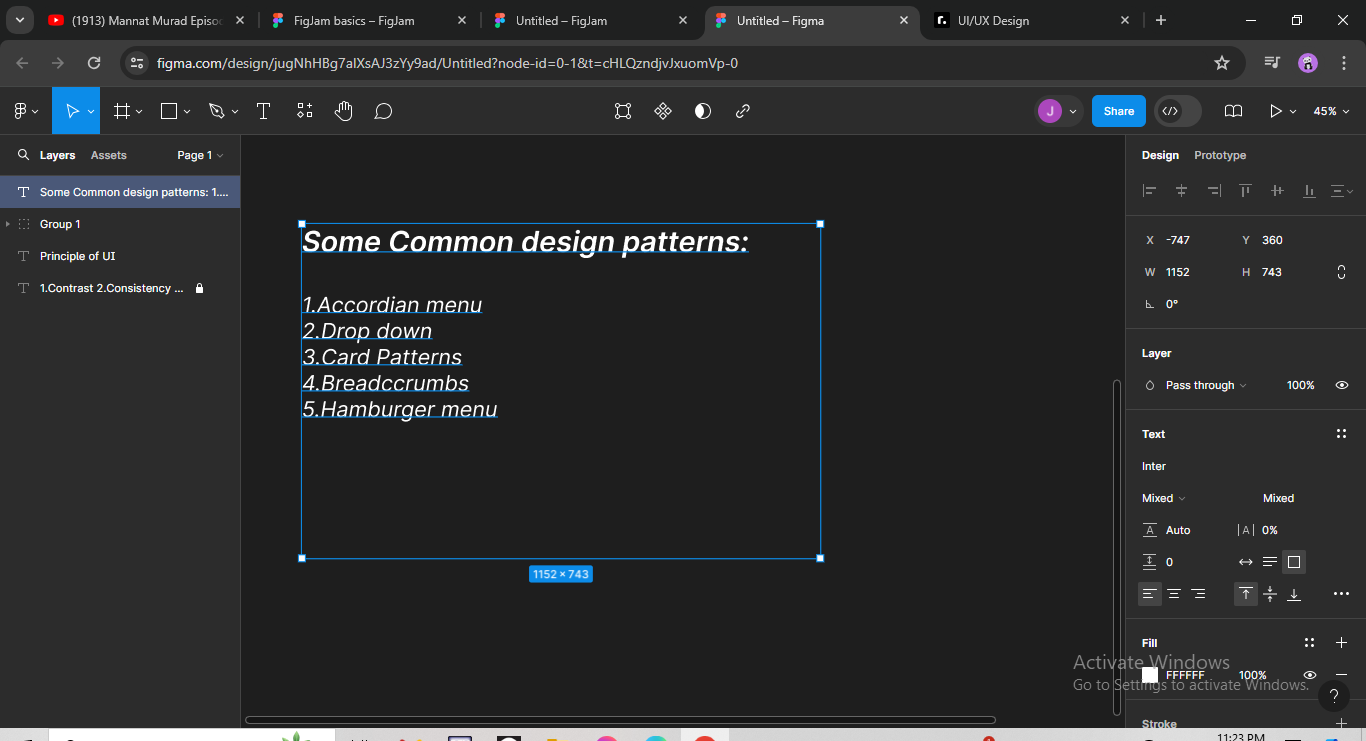 (1913) Mannat Murad Episo
FigJam basics – FigJam
Untitled – FigJam
Untitled – Figma
UI/UX Design
figma.com/design/jugNhHBg7alXsAJ3zYy9ad/Untitled?node-id=0-1&t=cHLQzndjvJxuomVp-0
J
Share
45%
Layers
Assets
Page 1
Design
Prototype
Some Common design patterns: 1....
Group 1
Principle of UI
1.Contrast 2.Consistency ...
Some Common design patterns:
1.Accordian menu
2.Drop down
3.Card Patterns
4.Breadccrumbs
5.Hamburger menu
1152 × 743
X -747
Y 360
W 1152
H 743
0°
Layer
Pass through
100%
Text
Inter
Mixed
Mixed
Auto
0%
0
Fill
FFFFFF
100%
Activate Windows
Go to Settings to activate Windows.
?
Stroke
11:23 PM